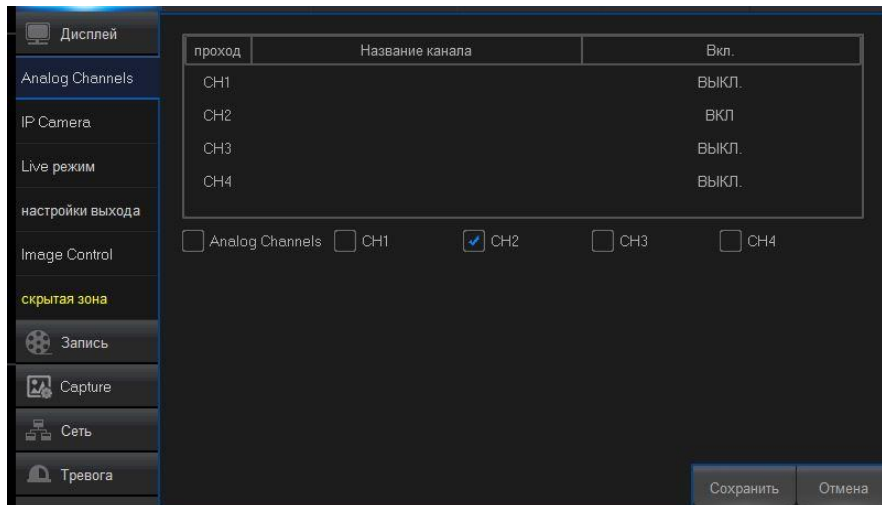 Дисплей
Analog Channels
IP Camera
Live режим
настройки выхода
Image Control
скрытая зона
Запись
Capture
Сеть
Тревога
проход Название канала Вкл.
CH1 ВЫКЛ.
CH2 ВКЛ
CH3 ВЫКЛ.
CH4 ВЫКЛ.
Analog Channels CH1 CH2 CH3 CH4
Сохранить Отмена